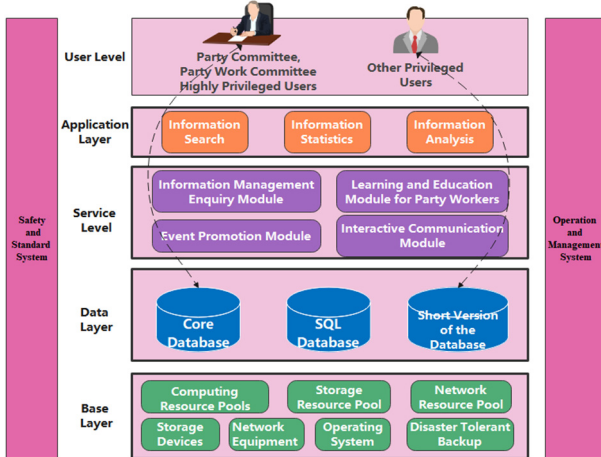 User Level
Party Committee,
Party Work Committee
Highly Privileged Users
Other Privileged
Users
Application
Layer
Information
Search
Information
Statistics
Information
Analysis
Safety
and
Standard
System
Service
Level
Information Management
Enquiry Module
Learning and Education
Module for Party Workers
Event Promotion Module
Interactive Communication
Module
Operation
and
Management
System
Data
Layer
Core
Database
SQL
Database
Short Version
of the
Database
Base
Layer
Computing
Resource Pools
Storage
Resource Pool
Network
Resource Pool
Storage
Devices
Network
Equipment
Operating
System
Disaster Tolerant
Backup